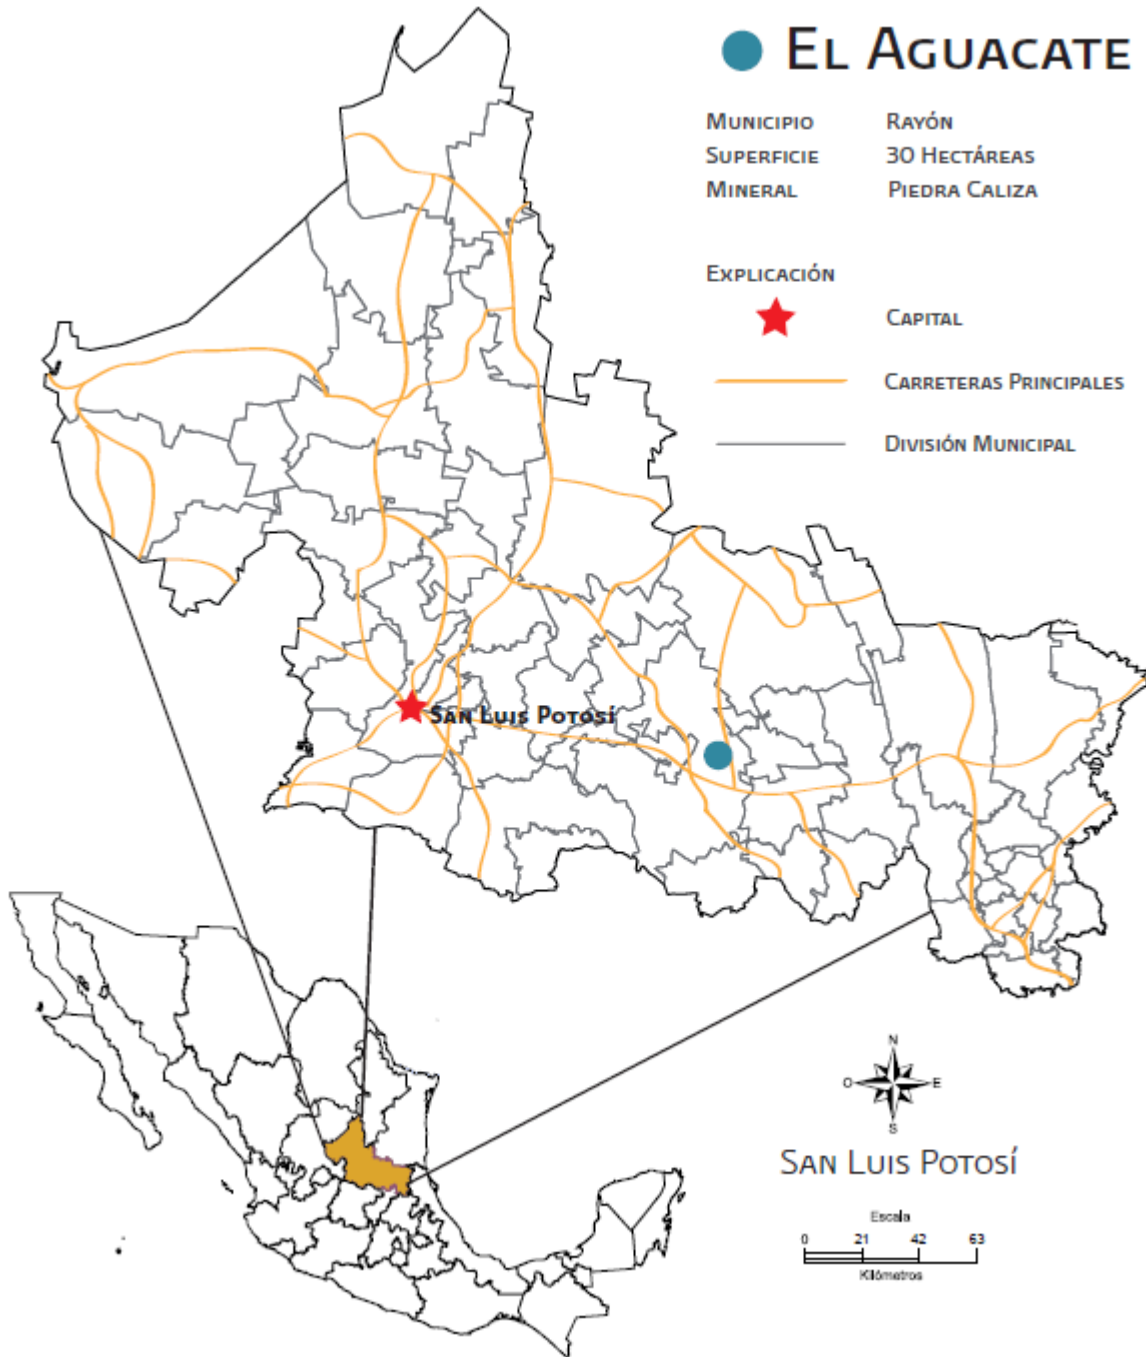 El Aguacate
Municipio Rayón
Superficie 30 Hectáreas
Mineral Piedra Caliza
Explicación
Capital
Carreteras Principales
División Municipal
San Luis Potosí
N
O E
S
San Luis Potosí
Escala
0 21 42 63
Kilómetros